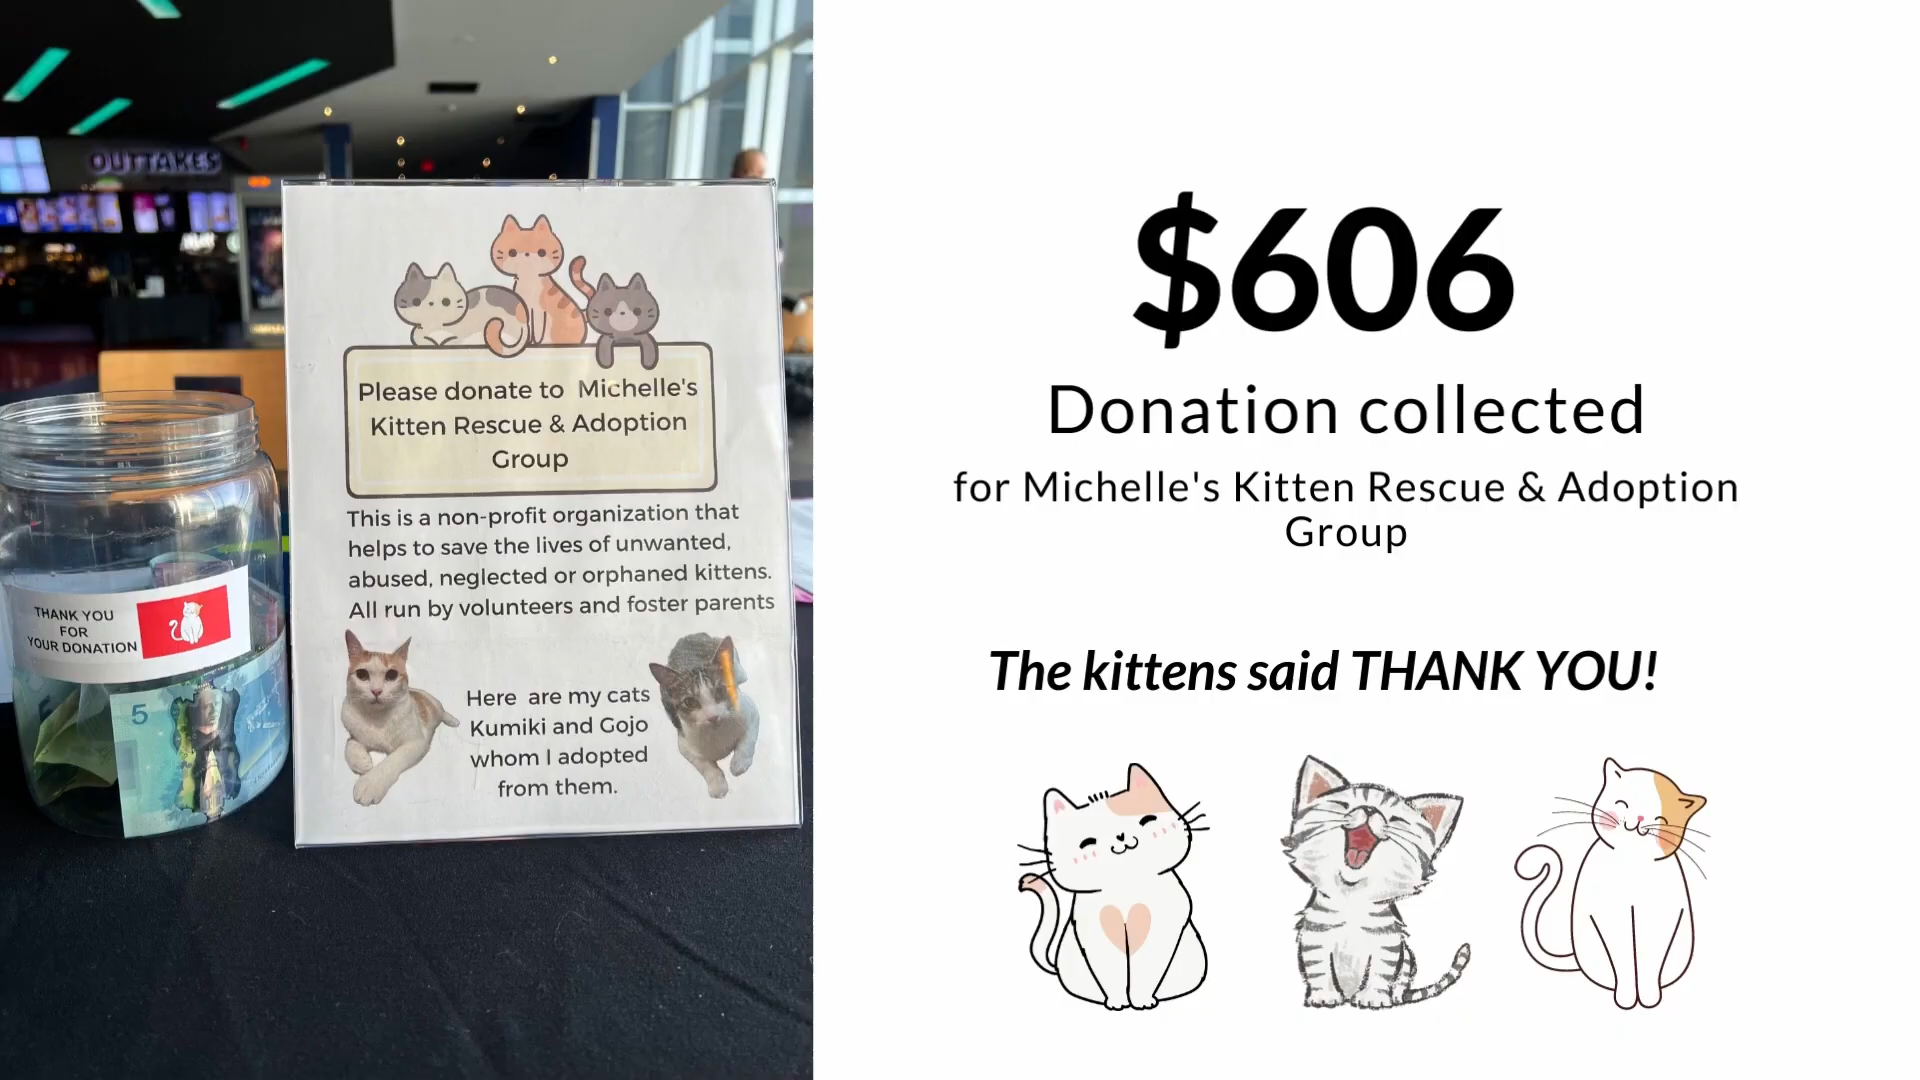 OUTTAKES
Please donate to Michelle's
Kitten Rescue & Adoption
Group
This is a non-profit organization that
helps to save the lives of unwanted,
abused, neglected or orphaned kittens.
All run by volunteers and foster parents
Here are my cats
Kumiki and Gojo
whom I adopted
from them.
THANK YOU
FOR
YOUR DONATION
5
$606
Donation collected
for Michelle's Kitten Rescue & Adoption
Group
The kittens said THANK YOU!